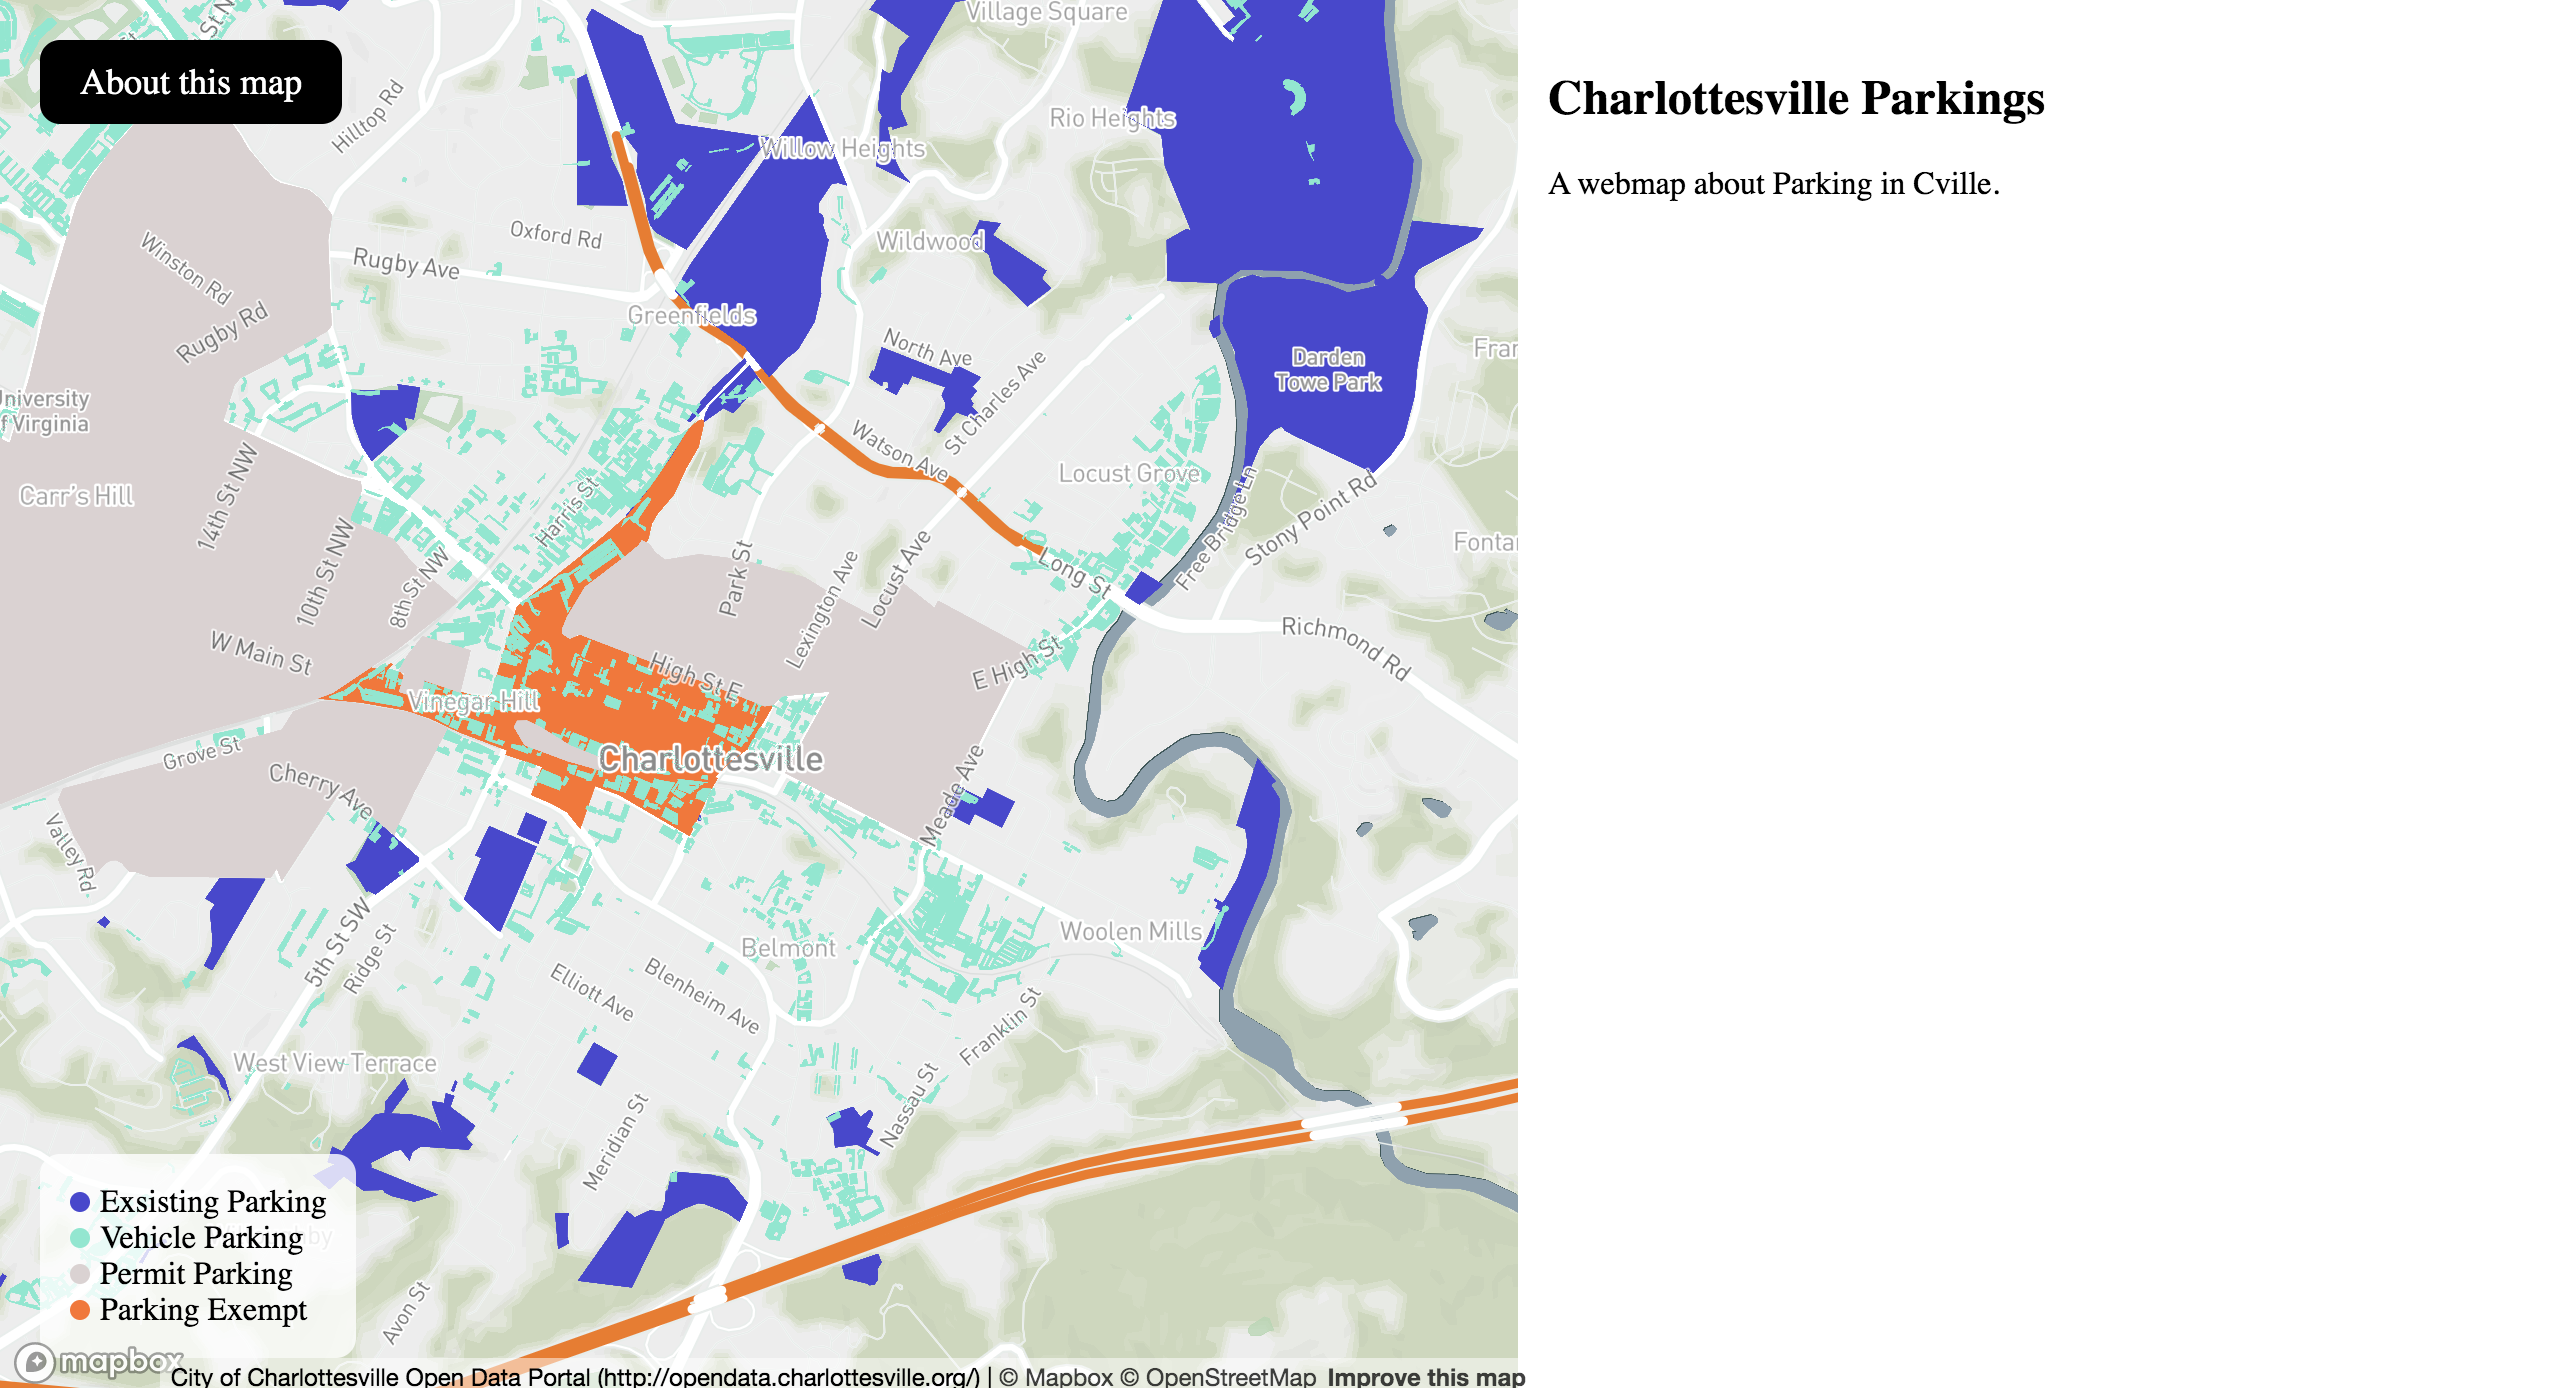 Village Square
About this map
Hilltop Rd
Rio Heights
Willow Heights
Charlottesville Parkings
A webmap about Parking in Cville.
Oxford Rd
Wildwood
Winston Rd
Rugby Ave
Rugby Rd
Greenfields
North Ave
Darden
Towe Park
St Charles Ave
Watson Ave
Locust Grove
Carr's Hill
14th St NW
Harris St
Free Bridge Ln
Stony Point Rd
10th St NW
8th St NW
Park St
Lexington Ave
Locust Ave
Long St
W Main St
High St E
E High St
Richmond Rd
Vinegar Hill
Grove St
Charlottesville
Cherry Ave
Meade Ave
Valley Rd
5th St SW
Ridge St
Belmont
Woolen Mills
Elliott Ave
Blenheim Ave
Franklin St
West View Terrace
Meridian St
Nassau St
Exsisting Parking
Vehicle Parking
Permit Parking
Parking Exempt
Avon St
mapbox
City of Charlottesville Open Data Portal (http://opendata.charlottesville.org/) | © Mapbox © OpenStreetMap Improve this map